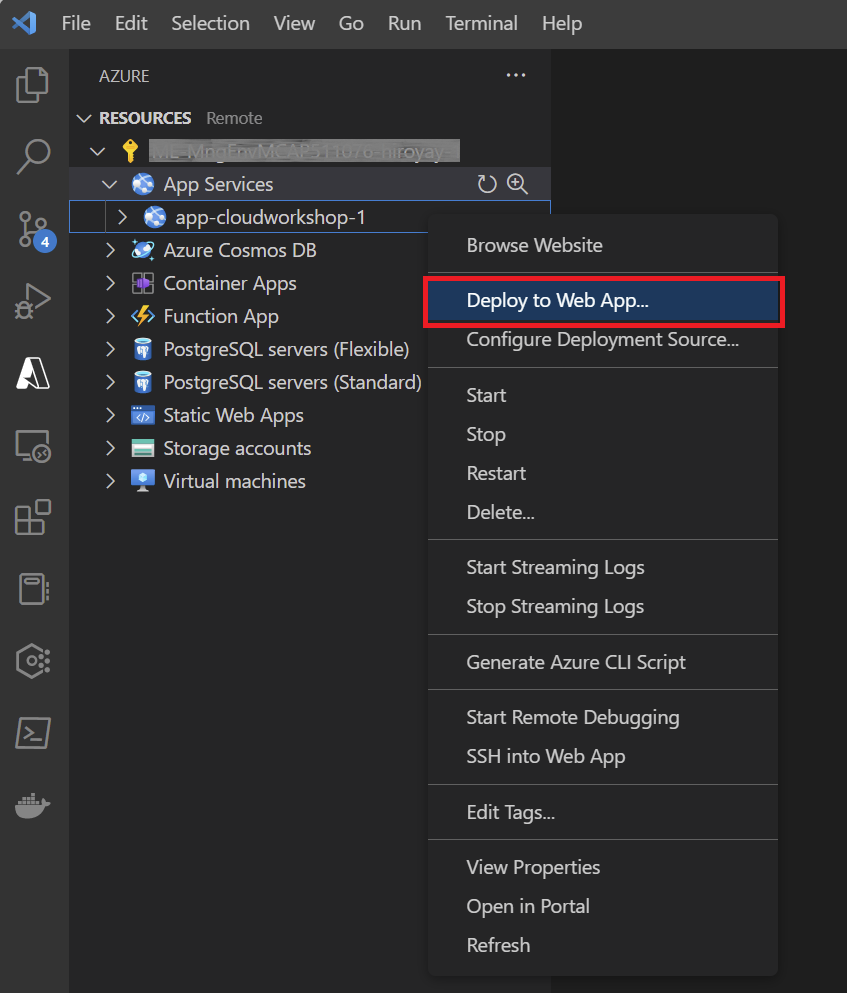 File Edit Selection View Go Run Terminal Help
AZURE
RESOURCES Remote
App Services
app-cloudworkshop-1
Azure Cosmos DB
Container Apps
Function App
PostgreSQL servers (Flexible)
PostgreSQL servers (Standard)
Static Web Apps
Storage accounts
Virtual machines
4
Browse Website
Deploy to Web App...
Configure Deployment Source...
Start
Stop
Restart
Delete...
Start Streaming Logs
Stop Streaming Logs
Generate Azure CLI Script
Start Remote Debugging
SSH into Web App
Edit Tags...
View Properties
Open in Portal
Refresh